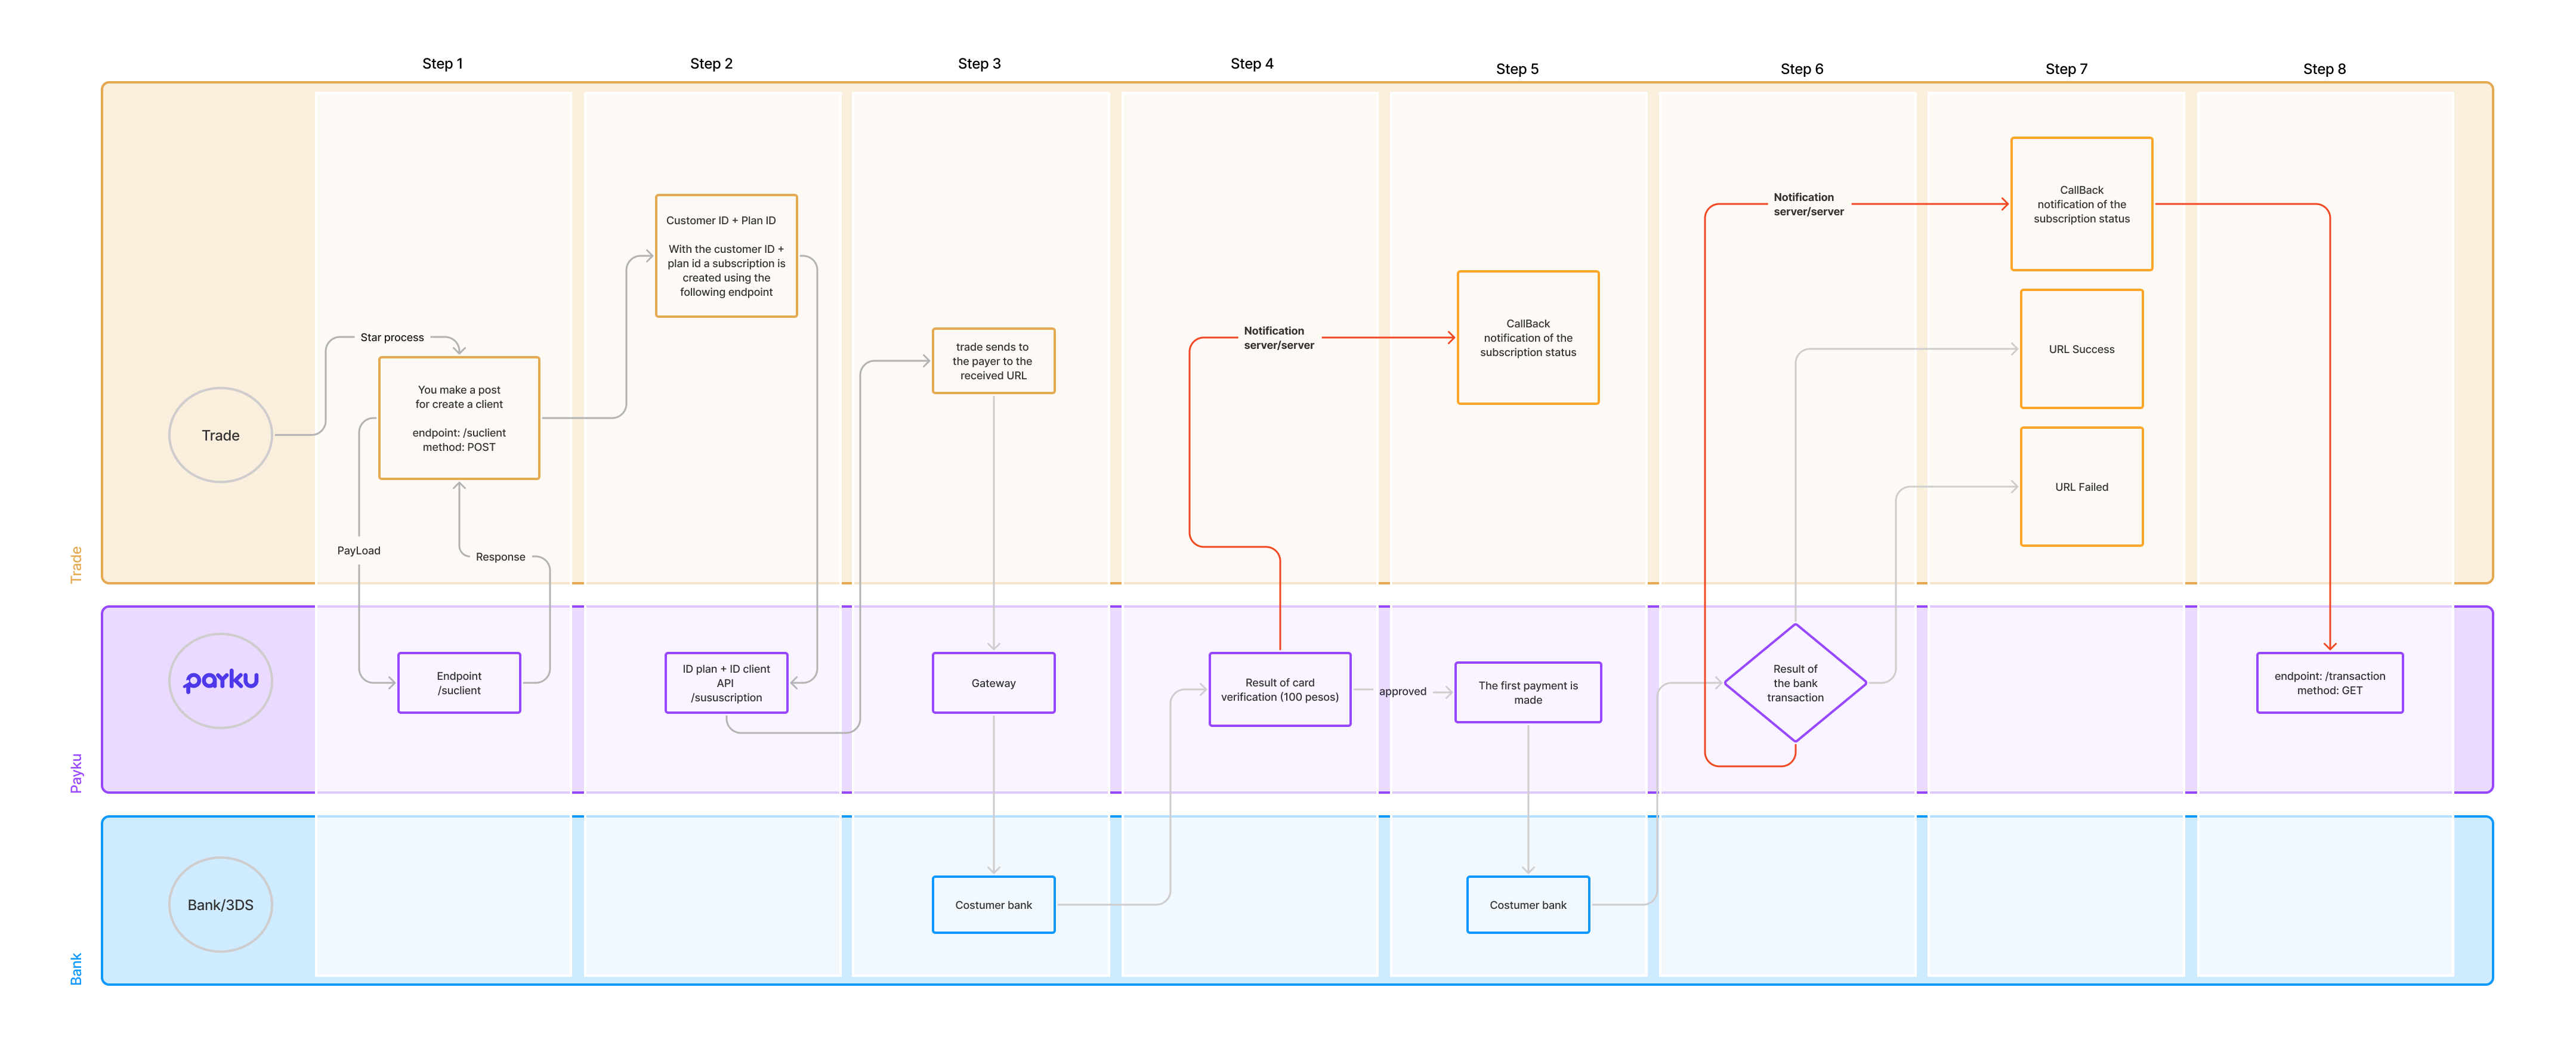 Step 1
Step 2
Step 3
Step 4
Step 5
Step 6
Step 7
Step 8
Trade
Trade
Star process
You make a post
for create a client
endpoint: /suclient
method: POST
PayLoad
Response
Customer ID + Plan ID
With the customer ID +
plan id a subscription is
created using the
following endpoint
trade sends to
the payer to the
received URL
Notification
server/server
CallBack
notification of the
subscription status
Notification
server/server
CallBack
notification of the
subscription status
URL Success
URL Failed
Payku
payku
Endpoint
/suclient
ID plan + ID client
API
/sususcription
Gateway
Result of card
verification (100 pesos)
approved
The first payment is
made
Result of
the bank
transaction
endpoint: /transaction
method: GET
Bank
Bank/3DS
Costumer bank
Costumer bank